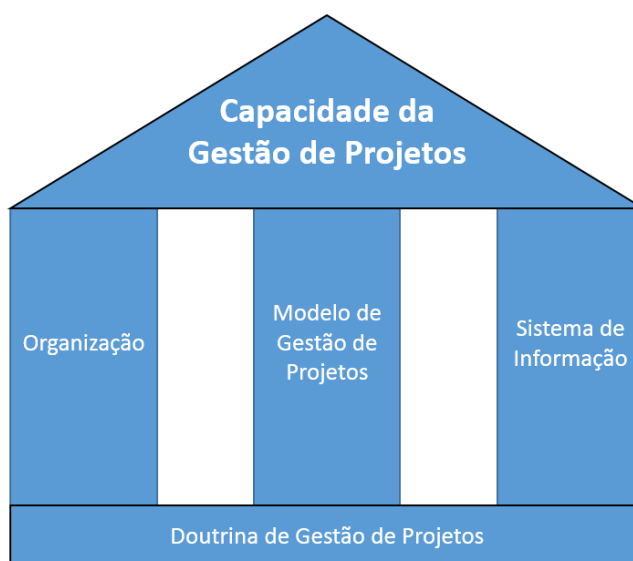 Capacidade da
Gestão de Projetos
Organização
Modelo de
Gestão de
Projetos
Sistema de
Informação
Doutrina de Gestão de Projetos